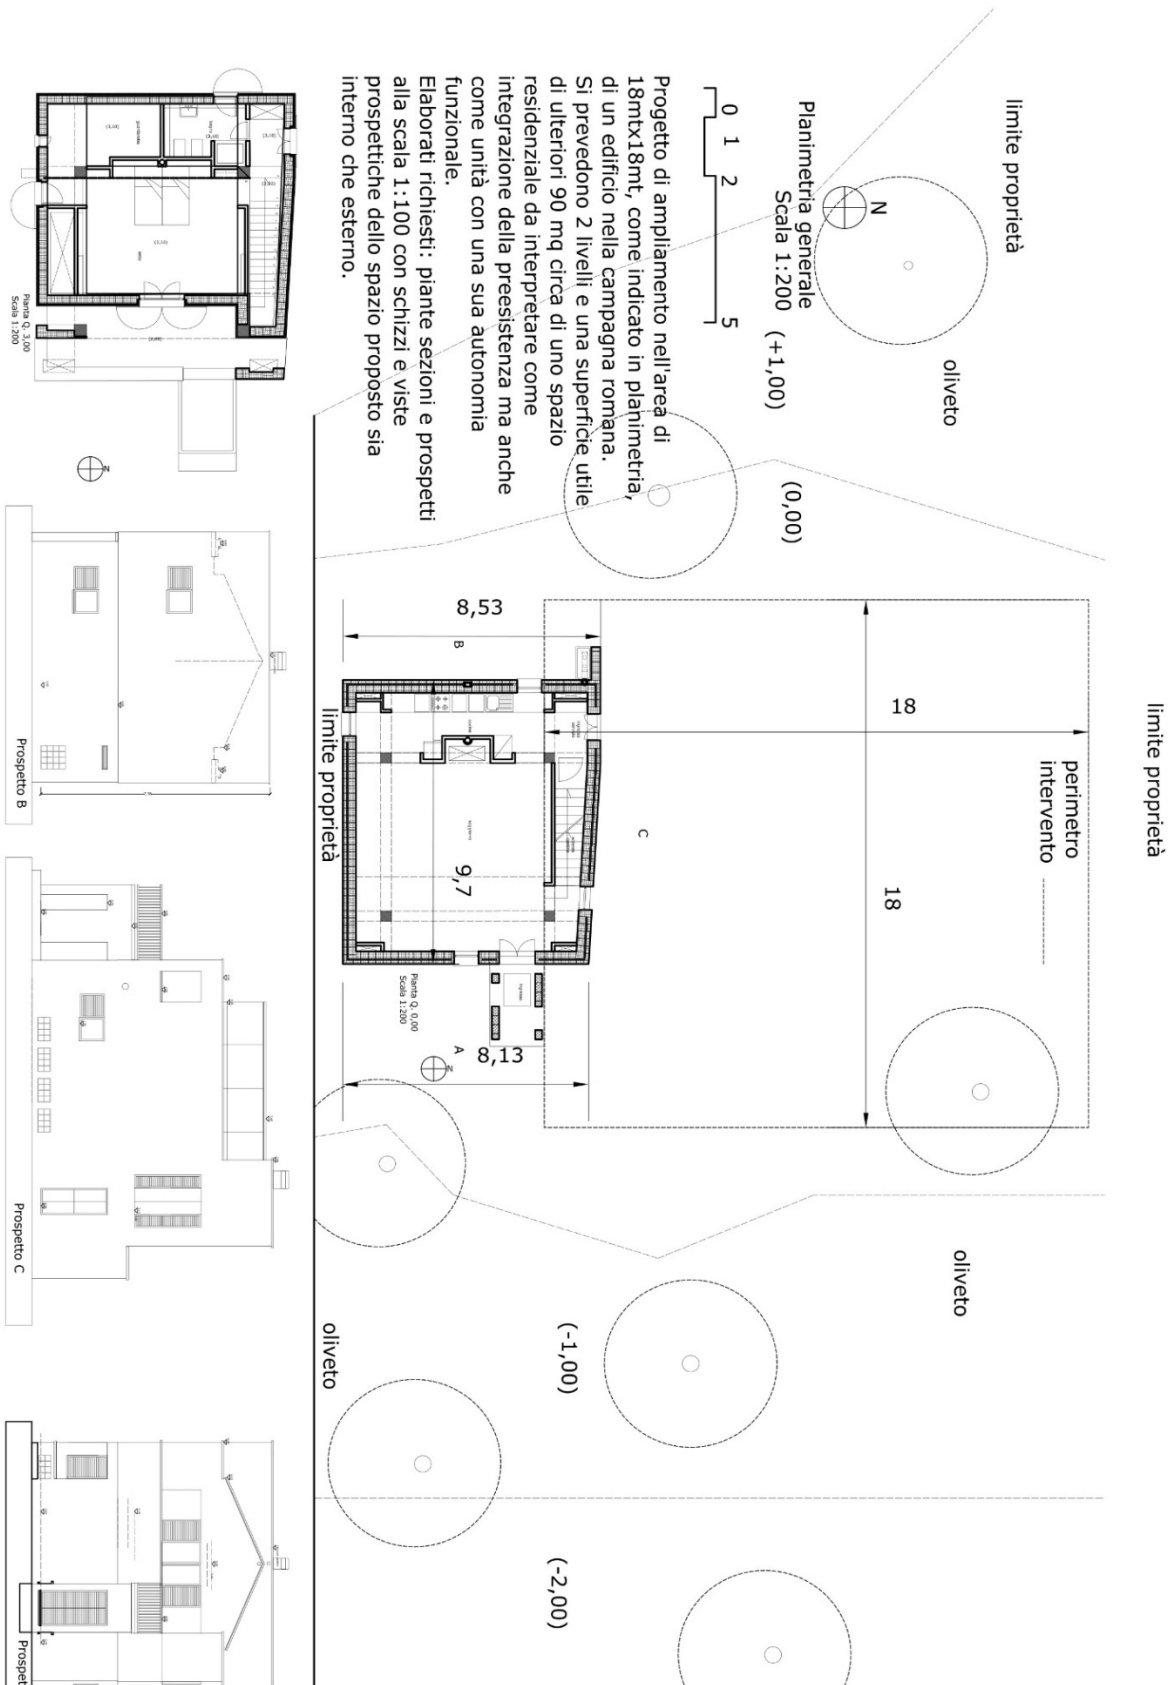 limite proprietà
limite proprietà
Planimetria generale
Scala 1:200
N
(+1,00)
oliveto
(0,00)
0 1 2 5
Progetto di ampliamento nell'area di
18mtx18mt, come indicato in planimetria,
di un edificio nella campagna romana.
Si prevedono 2 livelli e una superficie utile
di ulteriori 90 mq circa di uno spazio
residenziale da interpretare come
integrazione della preesistenza ma anche
come unità con una sua autonomia
funzionale.
Elaborati richiesti: piante sezioni e prospetti
alla scala 1:100 con schizzi e viste
prospettiche dello spazio proposto sia
interno che esterno.
18
18
perimetro
intervento
8,53
B
C
9,7
8,13
A
N
Pianta Q. 0,00
Scala 1:200
limite proprietà
oliveto
oliveto
(-1,00)
(-2,00)
Pianta Q. 3,00
Scala 1:200
N
Prospetto B
Prospetto C
Prospet